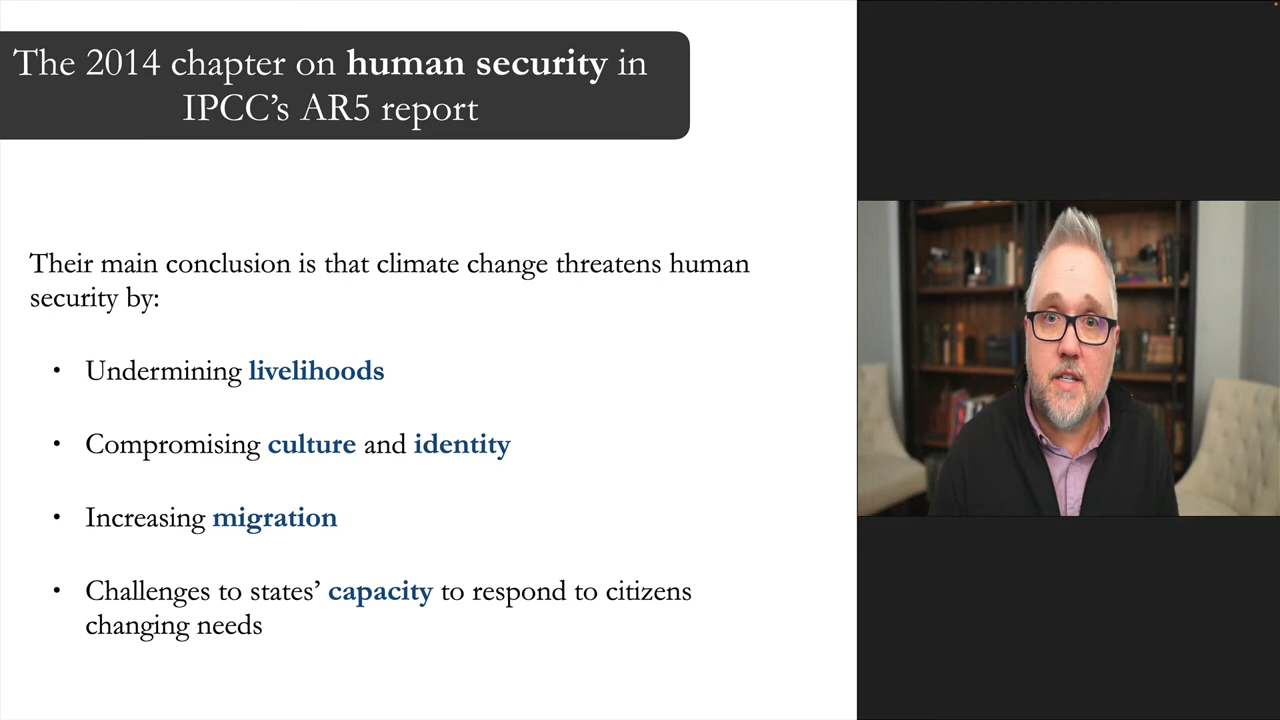 The 2014 chapter on human security in
IPCC’s AR5 report
Their main conclusion is that climate change threatens human
security by:
• Undermining livelihoods
• Compromising culture and identity
• Increasing migration
• Challenges to states’ capacity to respond to citizens
changing needs